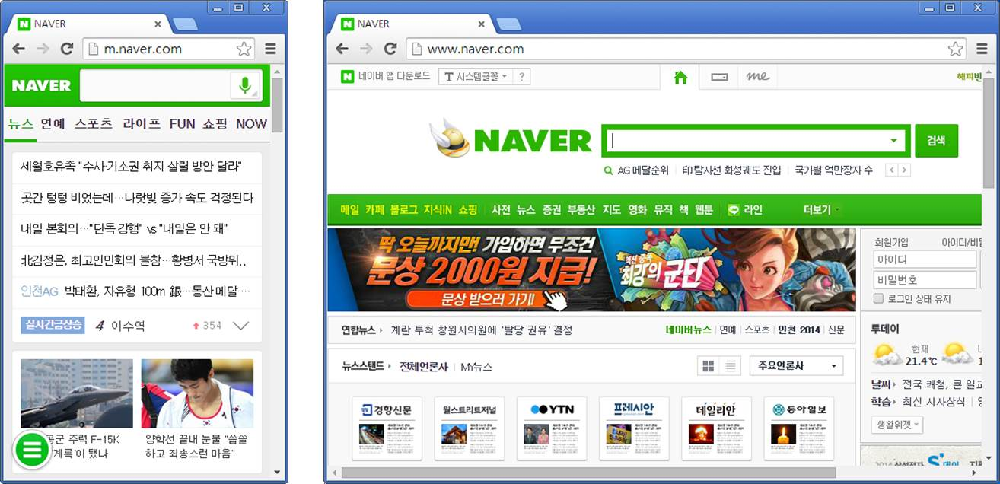 NAVER
m.naver.com
NAVER
뉴스 연예 스포츠 라이프 FUN 쇼핑 NOW
세월호유족 "수사·기소권 취지 살릴 방안 달라"
곳간 텅텅 비었는데…나랏빚 증가 속도 걱정된다
내일 본회의…"단독 강행" vs "내일은 안 돼"
北김정은, 최고인민회의 불참…황병서 국방위..
인천AG 박태환, 자유형 100m 銀…통산 메달 …
실시간급상승 4 이수역 354
공군 주력 F-15K
계륵'이 됐나
양학선 끝내 눈물 "씁쓸
하고 죄송스런 마음"
NAVER
www.naver.com
네이버 앱 다운로드 T 시스템글꼴 ? me 해피빈
NAVER 검색
AG 메달순위 印탐사선 화성궤도 진입 국가별 억만장자 수
메일 카페 블로그 지식iN 쇼핑 사전 뉴스 증권 부동산 지도 영화 뮤직 책 웹툰 라인 더보기
딱 오늘까지만! 가입하면 무조건
문상 2000원 지급!
문상 받으러 가기!
액션 중독
최강의 군단
회원가입 아이디/비밀
아이디
비밀번호
로그인 상태 유지
연합뉴스 계란 투척 창원시의원에 '탈당 권유' 결정 네이버뉴스 연예 스포츠 인천 2014 신문
뉴스스탠드 전체언론사 MY뉴스 주요언론사
경향신문 월스트리트저널 YTN 프레시안 데일리안 동아일보
투데이
현재
21.4℃
날씨 전국 쾌청, 큰 일교
학습 최신 시사상식
생활위젯
2014 삼성전자